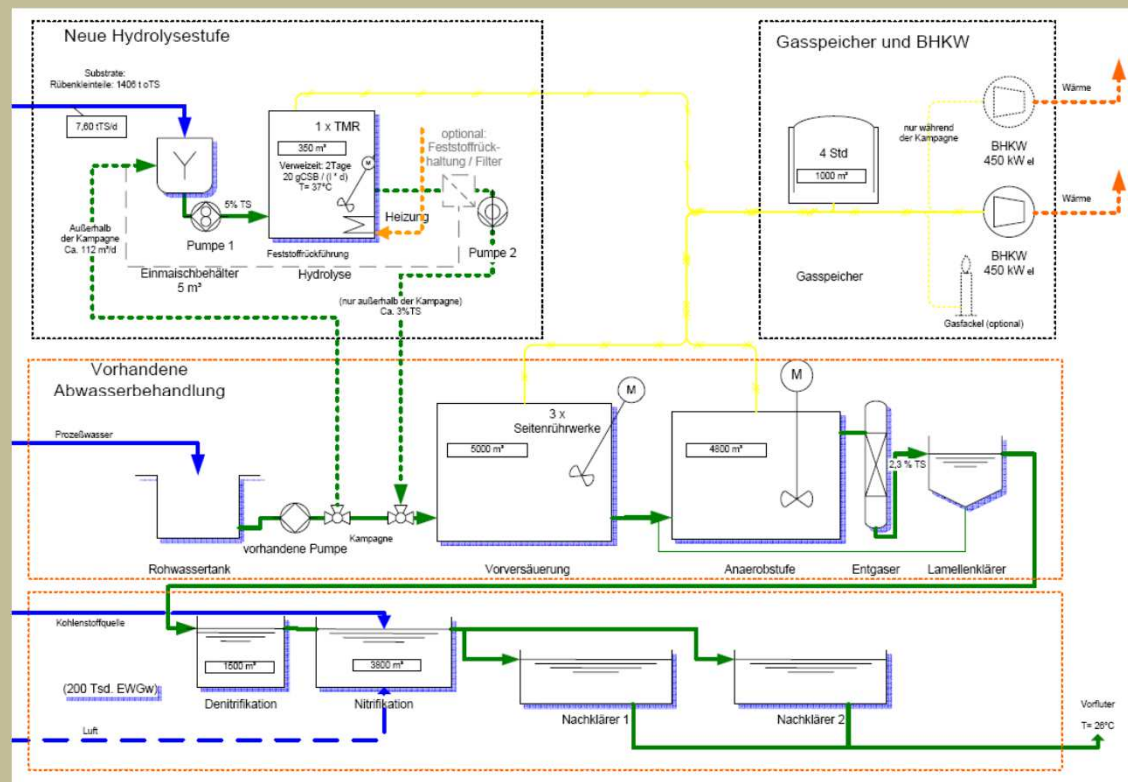 Neue Hydrolysestufe
Substrate:
Rübenkleinteile: 1406 t oTS
7,60 tTS/d
1 x TMR
350 m³
Verweizeit: 2Tage
20 gCSB / (l * d)
T= 37°C
M
optional:
Feststoffrück-
haltung / Filter
5% TS
Heizung
Pumpe 1
Pumpe 2
Außerhalb
der Kampagne
Ca. 112 m³/d
Feststoffrückführung
Einmaischbehälter
5 m³
Hydrolyse
(nur außerhalb der Kampagne)
Ca. 3%TS
Gasspeicher und BHKW
Wärme
nur während
der Kampagne
BHKW
450 kW el
4 Std
1000 m³
Wärme
BHKW
450 kW el
Gasspeicher
Gasfackel (optional)
Vorhandene
Abwasserbehandlung
Prozeßwasser
M
3 x
Seitenrührwerke
5000 m³
M
4800 m³
2,3 % TS
vorhandene Pumpe
Kampagne
Rohwassertank
Vorversäuerung
Anaerobstufe
Entgaser
Lamellenklärer
Kohlenstoffquelle
1500 m³
3800 m³
(200 Tsd. EWGw)
Denitrifikation
Nitrifikation
Nachklärer 1
Nachklärer 2
Luft
Vorfluter
T= 26°C